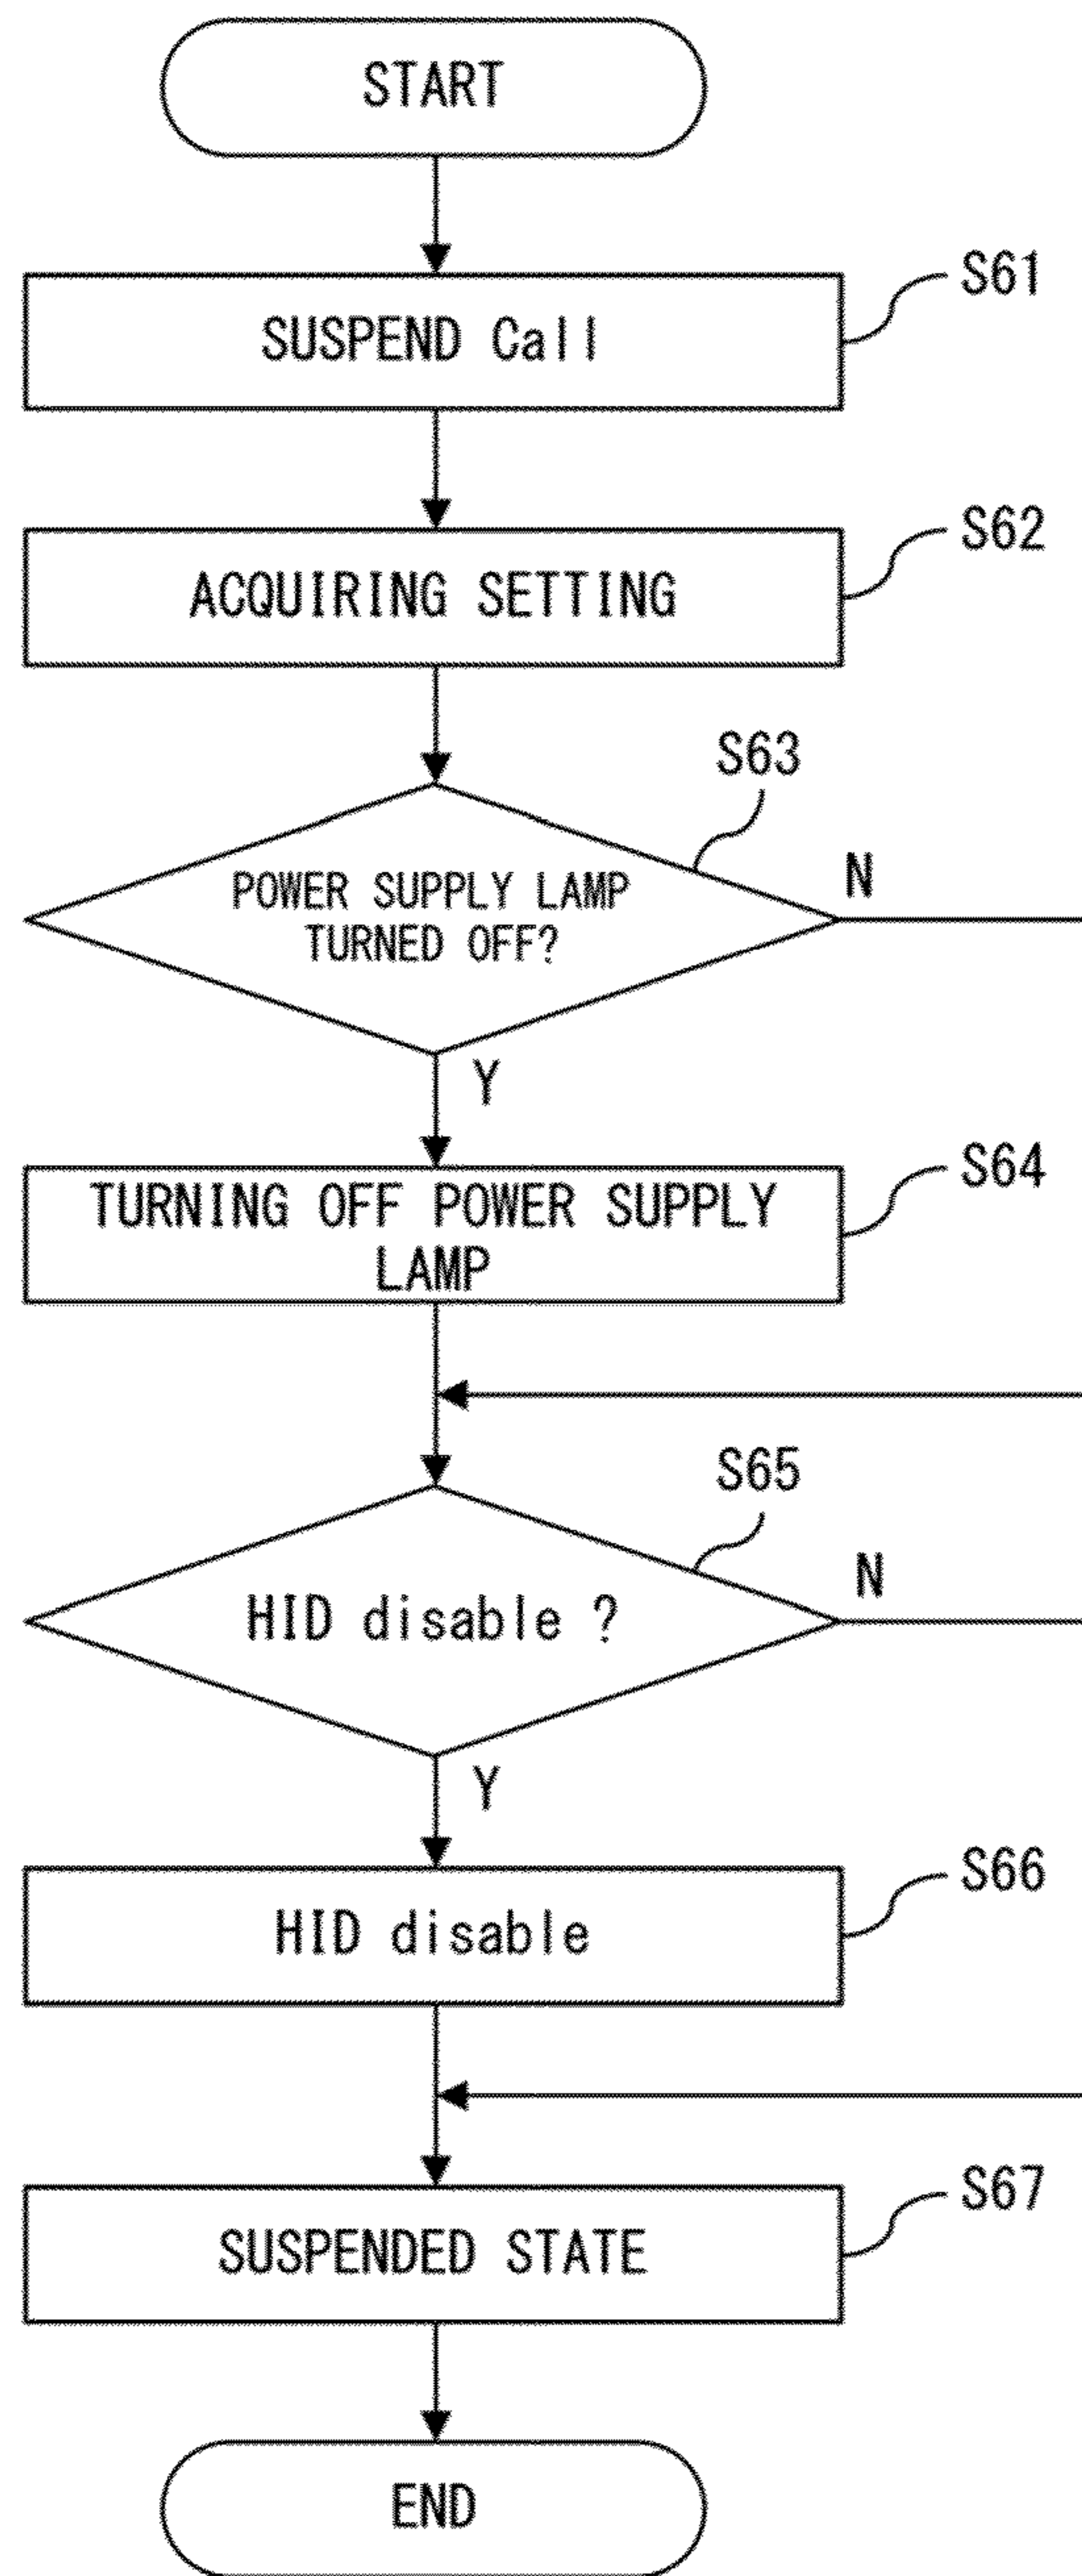 START
SUSPEND Call
S61
ACQUIRING SETTING
S62
S63
POWER SUPPLY LAMP
TURNED OFF?
N
Y
TURNING OFF POWER SUPPLY
LAMP
S64
S65
HID disable ?
N
Y
HID disable
S66
SUSPENDED STATE
S67
END